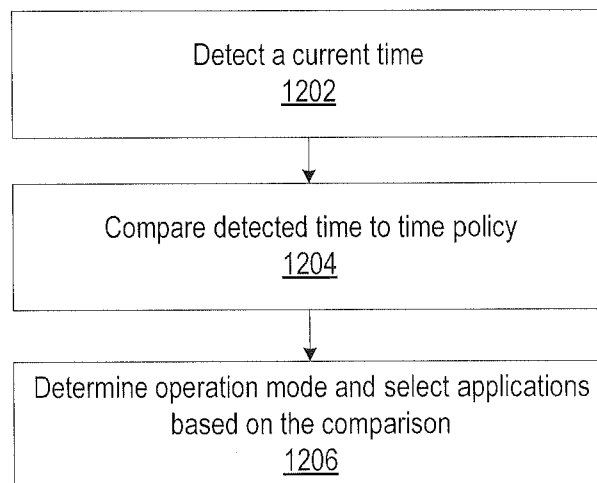 Detect a current time
1202
Compare detected time to time policy
1204
Determine operation mode and select applications
based on the comparison
1206